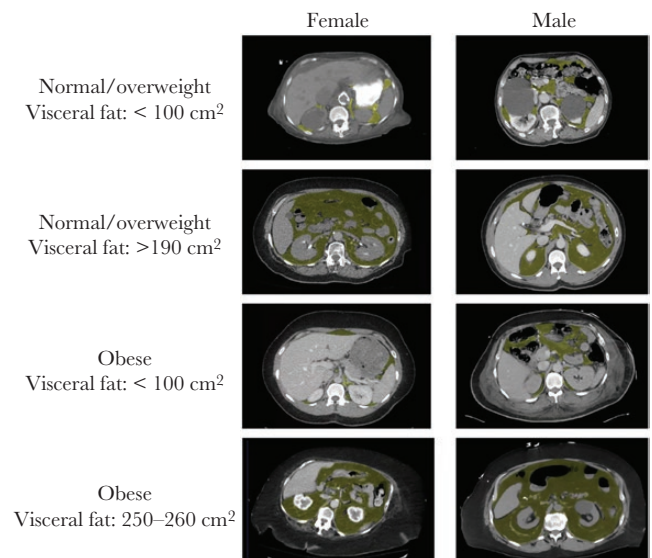 Female Male
Normal/overweight
Visceral fat: < 100 cm²
Normal/overweight
Visceral fat: >190 cm²
Obese
Visceral fat: < 100 cm²
Obese
Visceral fat: 250–260 cm²